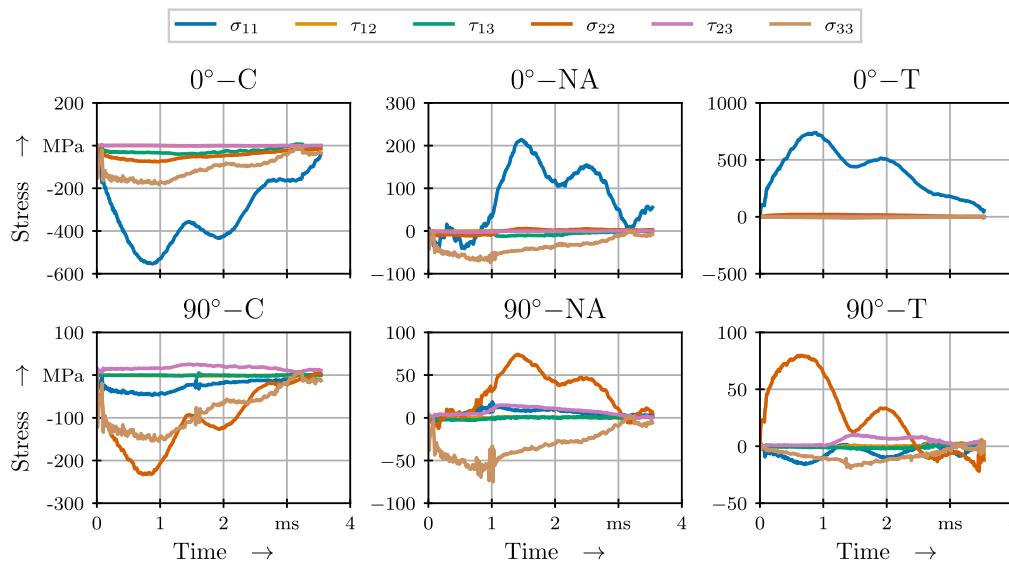 σ11 τ12 τ13 σ22 τ23 σ33
0°−C 0°−NA 0°−T
200 300 1000
MPa 200 500
-200 100 0
-400 0 −500
-600 −100
Stress →
90°−C 90°−NA 90°−T
100 100 100
MPa 50 50
-100 0 0
-200 −50 −50
-300 −100
Stress →
0 1 2 ms 4 0 1 2 ms 4 0 1 2 ms
Time → Time → Time →